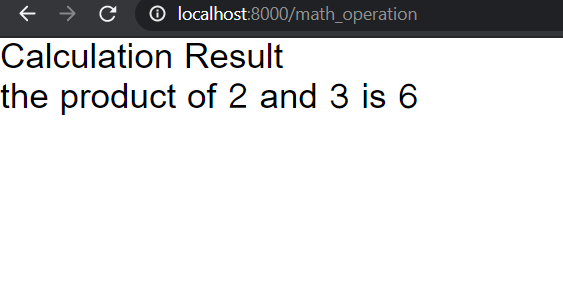 localhost:8000/math_operation
Calculation Result
the product of 2 and 3 is 6